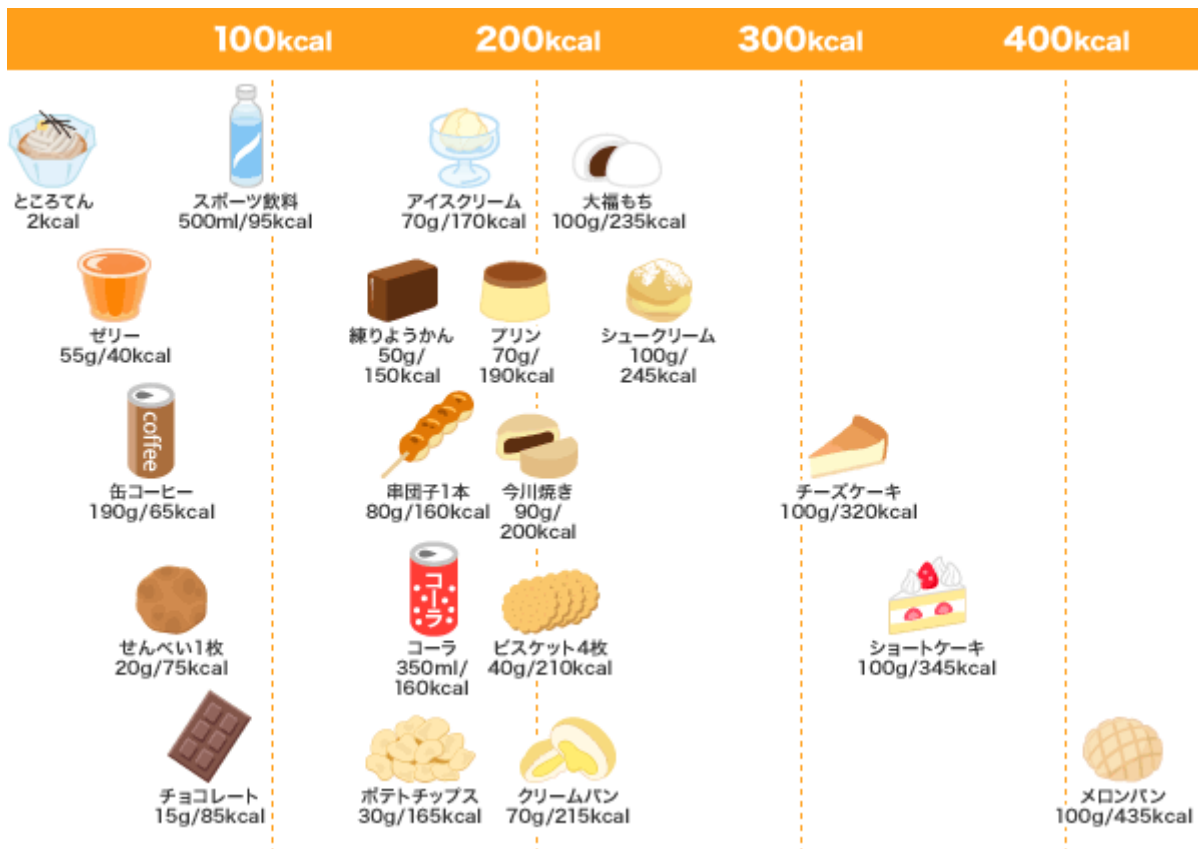 100kcal 200kcal 300kcal 400kcal
ところてん
2kcal
スポーツ飲料
500ml/95kcal
アイスクリーム
70g/170kcal
大福もち
100g/235kcal
ゼリー
55g/40kcal
練りようかん
50g/
150kcal
プリン
70g/
190kcal
シュークリーム
100g/
245kcal
coffee
缶コーヒー
190g/65kcal
串団子1本
80g/160kcal
今川焼き
90g/
200kcal
チーズケーキ
100g/320kcal
せんべい1枚
20g/75kcal
コーラ
コーラ
350ml/
160kcal
ビスケット4枚
40g/210kcal
ショートケーキ
100g/345kcal
チョコレート
15g/85kcal
ポテトチップス
30g/165kcal
クリームパン
70g/215kcal
メロンパン
100g/435kcal